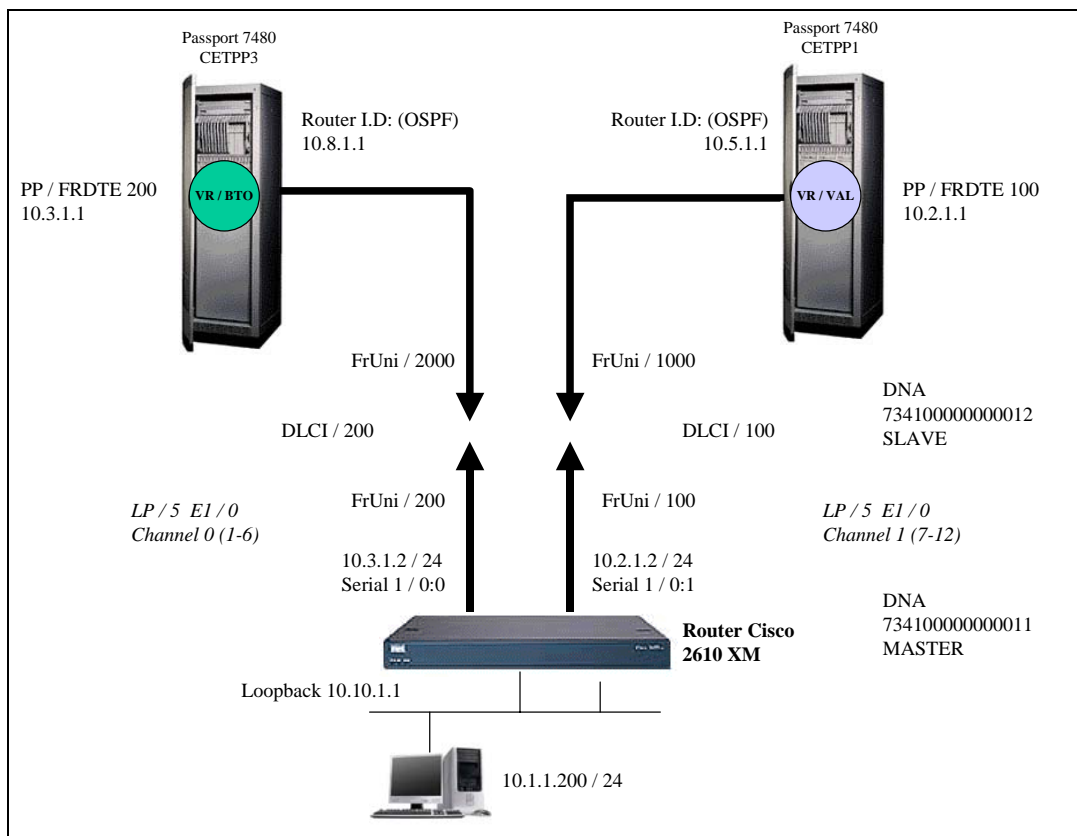 Passport 7480
CETPP3
Passport 7480
CETPP1
Router I.D: (OSPF)
10.8.1.1
Router I.D: (OSPF)
10.5.1.1
PP / FRDTE 200
10.3.1.1
VR / BTO
VR / VAL
PP / FRDTE 100
10.2.1.1
FrUni / 2000
FrUni / 1000
DNA
734100000000012
SLAVE
DLCI / 200
DLCI / 100
FrUni / 200
FrUni / 100
LP / 5 E1 / 0
Channel 0 (1-6)
LP / 5 E1 / 0
Channel 1 (7-12)
10.3.1.2 / 24
Serial 1 / 0:0
10.2.1.2 / 24
Serial 1 / 0:1
DNA
734100000000011
MASTER
Router Cisco
2610 XM
Loopback 10.10.1.1
10.1.1.200 / 24